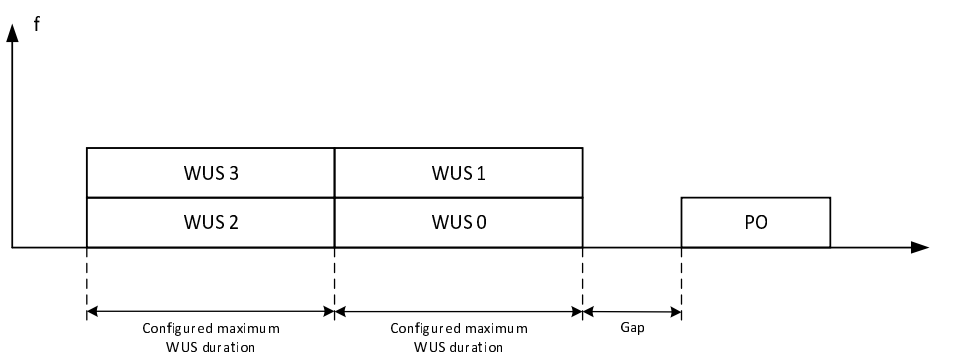 f
WUS 3
WUS 1
WUS 2
WUS 0
PO
Configured maximum
WUS duration
Configured maximum
WUS duration
Gap